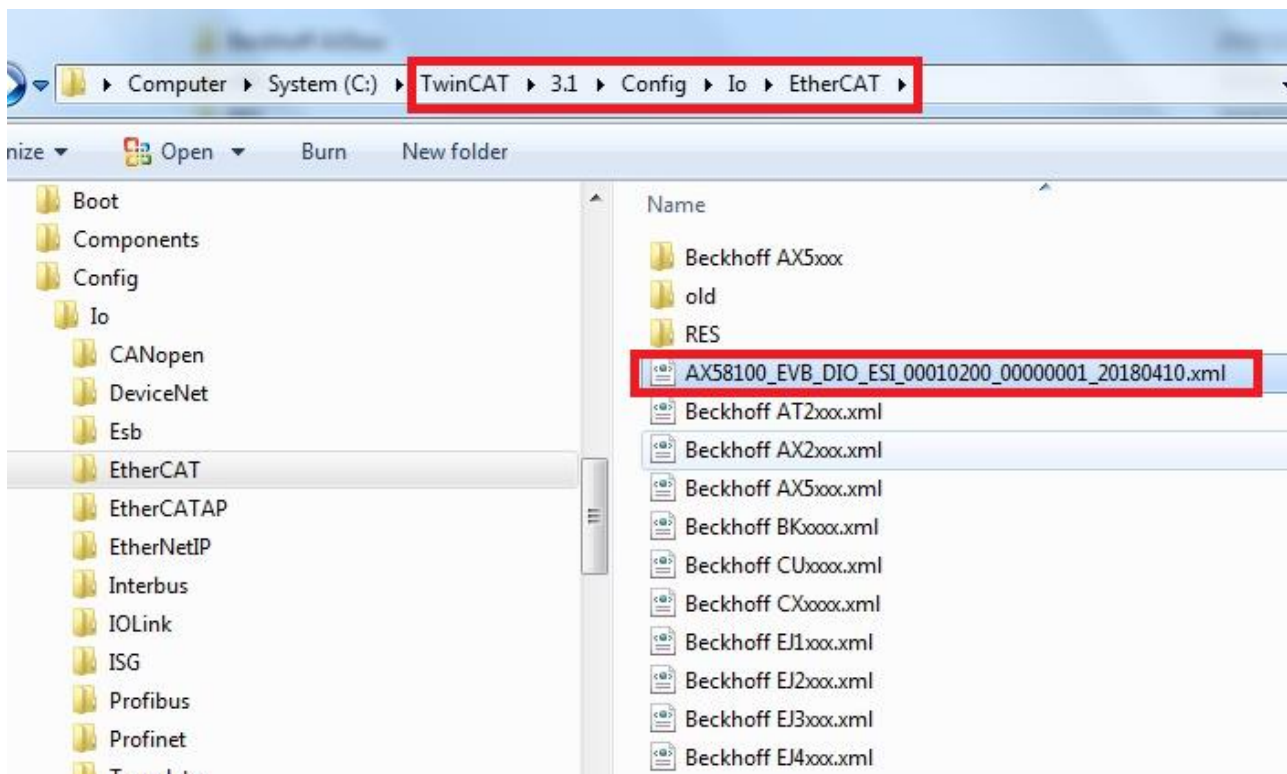 Computer ▸ System (C:) ▸ TwinCAT ▸ 3.1 ▸ Config ▸ Io ▸ EtherCAT ▸
nize Open Burn New folder
Boot
Components
Config
Io
CANopen
DeviceNet
Esb
EtherCAT
EtherCATAP
EtherNetIP
Interbus
IOLink
ISG
Profibus
Profinet
Name
Beckhoff AX5xxx
old
RES
AX58100_EVB_DIO_ESI_00010200_00000001_20180410.xml
Beckhoff AT2xxx.xml
Beckhoff AX2xxx.xml
Beckhoff AX5xxx.xml
Beckhoff BKxxxx.xml
Beckhoff CUxxxx.xml
Beckhoff CXxxxx.xml
Beckhoff EJ1xxx.xml
Beckhoff EJ2xxx.xml
Beckhoff EJ3xxx.xml
Beckhoff EJ4xxx.xml